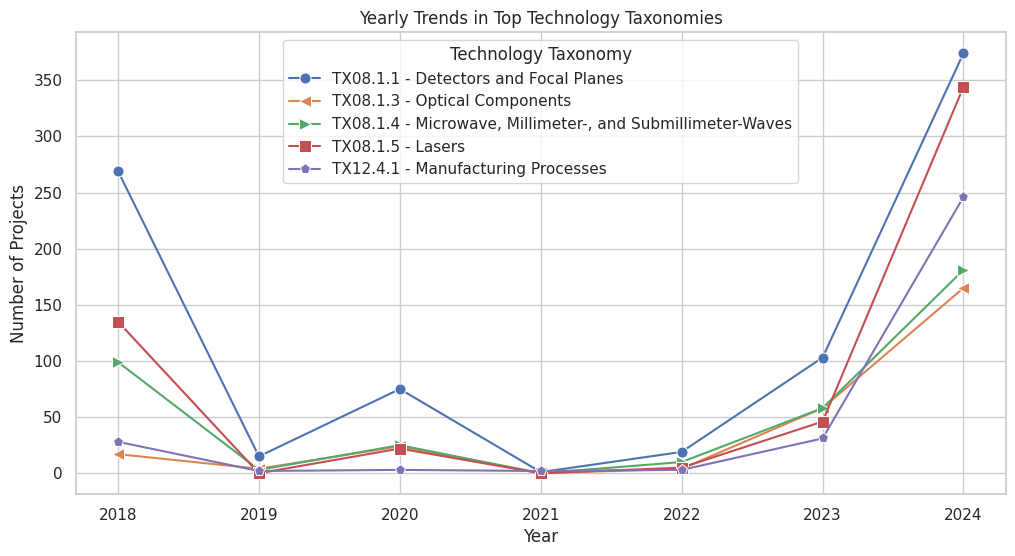 Yearly Trends in Top Technology Taxonomies
Technology Taxonomy
TX08.1.1 - Detectors and Focal Planes
TX08.1.3 - Optical Components
TX08.1.4 - Microwave, Millimeter-, and Submillimeter-Waves
TX08.1.5 - Lasers
TX12.4.1 - Manufacturing Processes
Number of Projects
350
300
250
200
150
100
50
0
2018 2019 2020 2021 2022 2023 2024
Year